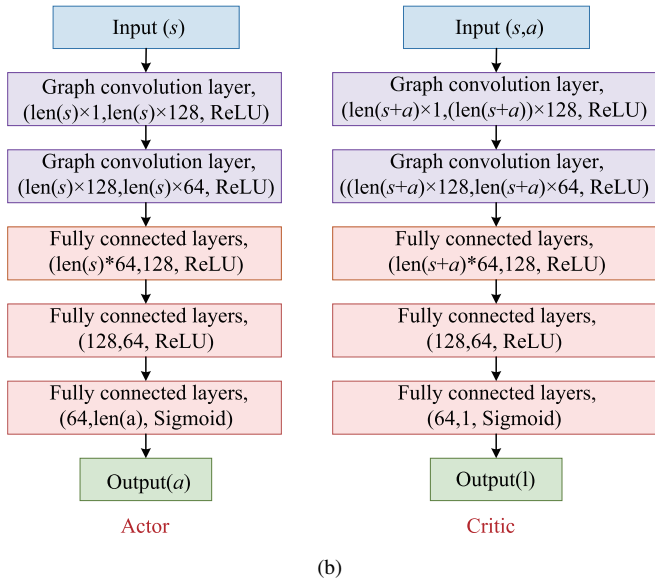 Input (s)
Graph convolution layer,
(len(s)×1,len(s)×128, ReLU)
Graph convolution layer,
(len(s)×128,len(s)×64, ReLU)
Fully connected layers,
(len(s)*64,128, ReLU)
Fully connected layers,
(128,64, ReLU)
Fully connected layers,
(64,len(a), Sigmoid)
Output(a)
Actor
Input (s,a)
Graph convolution layer,
(len(s+a)×1,(len(s+a))×128, ReLU)
Graph convolution layer,
((len(s+a)×128,len(s+a)×64, ReLU)
Fully connected layers,
(len(s+a)*64,128, ReLU)
Fully connected layers,
(128,64, ReLU)
Fully connected layers,
(64,1, Sigmoid)
Output(l)
Critic
(b)